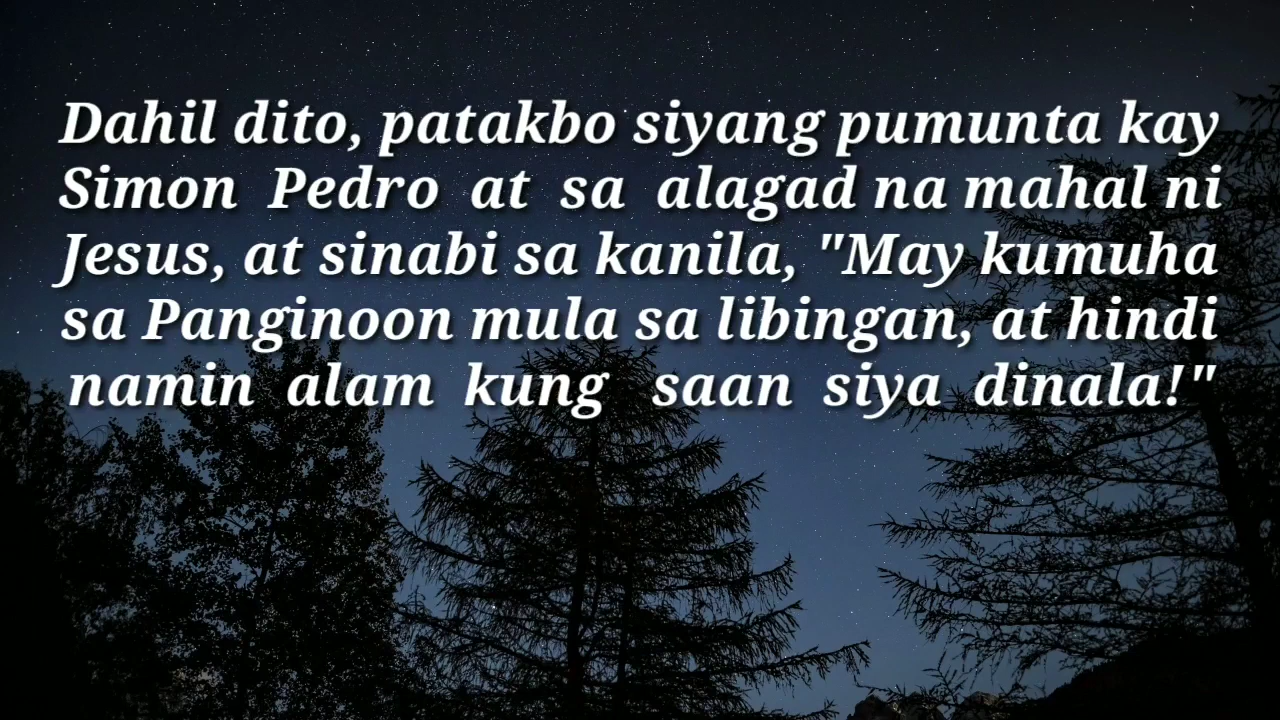 Dahil dito, patakbo siyang pumunta kay
Simon Pedro at sa alagad na mahal ni
Jesus, at sinabi sa kanila, "May kumuha
sa Panginoon mula sa libingan, at hindi
namin alam kung saan siya dinala!"